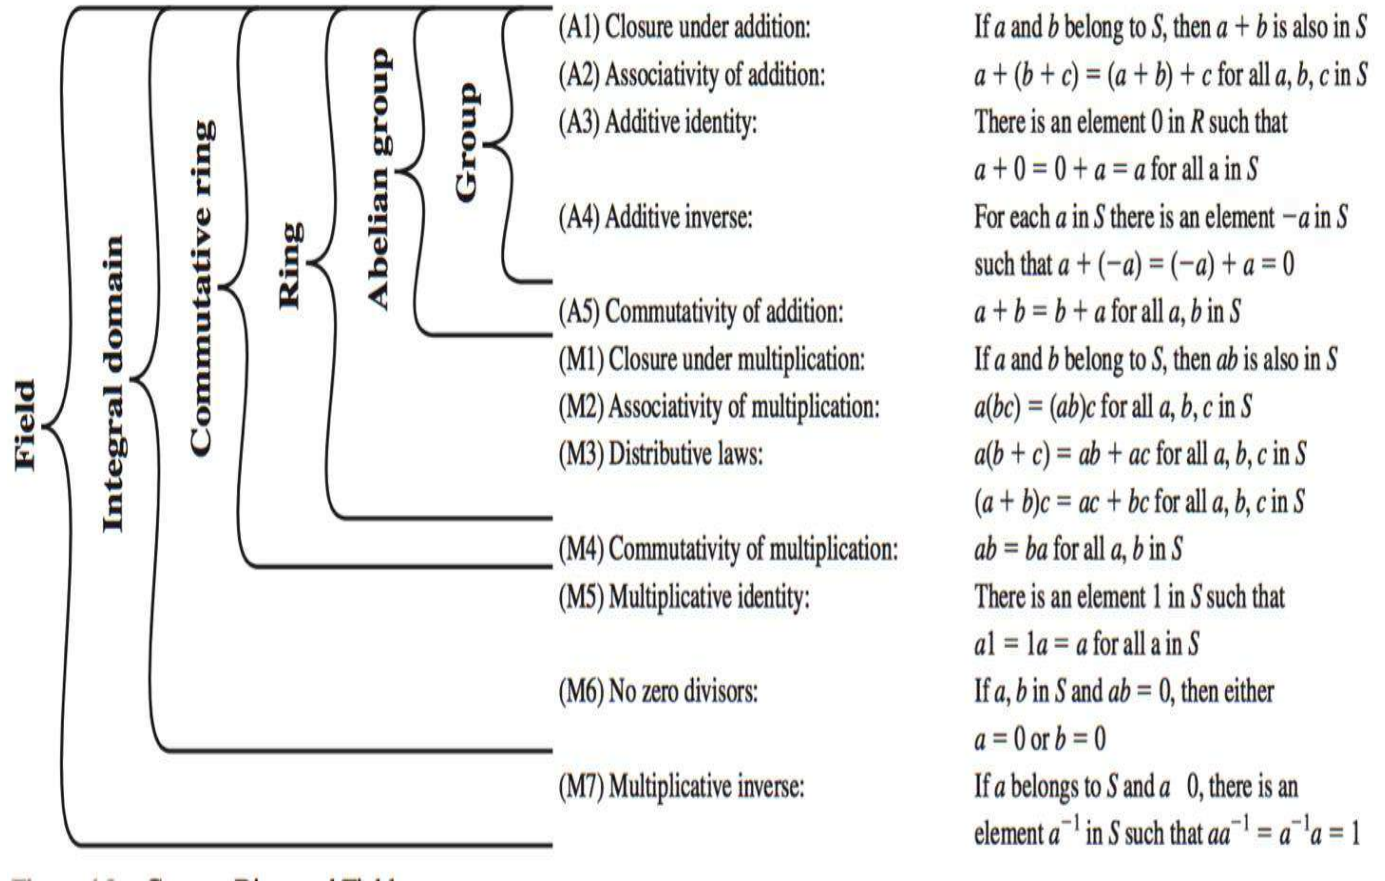 Field
Integral domain
Commutative ring
Ring
Abelian group
Group
(A1) Closure under addition: If a and b belong to S, then a + b is also in S
(A2) Associativity of addition: a + (b + c) = (a + b) + c for all a, b, c in S
(A3) Additive identity: There is an element 0 in R such that
a + 0 = 0 + a = a for all a in S
(A4) Additive inverse: For each a in S there is an element −a in S
such that a + (−a) = (−a) + a = 0
(A5) Commutativity of addition: a + b = b + a for all a, b in S
(M1) Closure under multiplication: If a and b belong to S, then ab is also in S
(M2) Associativity of multiplication: a(bc) = (ab)c for all a, b, c in S
(M3) Distributive laws: a(b + c) = ab + ac for all a, b, c in S
(a + b)c = ac + bc for all a, b, c in S
(M4) Commutativity of multiplication: ab = ba for all a, b in S
(M5) Multiplicative identity: There is an element 1 in S such that
a1 = 1a = a for all a in S
(M6) No zero divisors: If a, b in S and ab = 0, then either
a = 0 or b = 0
(M7) Multiplicative inverse: If a belongs to S and a 0, there is an
element a⁻¹ in S such that aa⁻¹ = a⁻¹a = 1